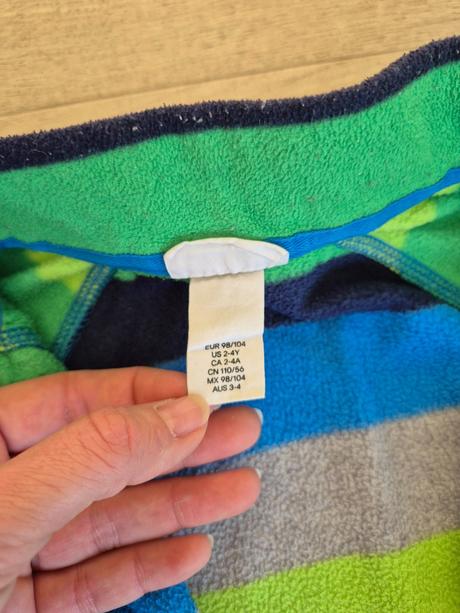 EUR 98/104
US 2-4Y
CA 2-4A
CN 110/56
MX 98/104
AUS 3-4